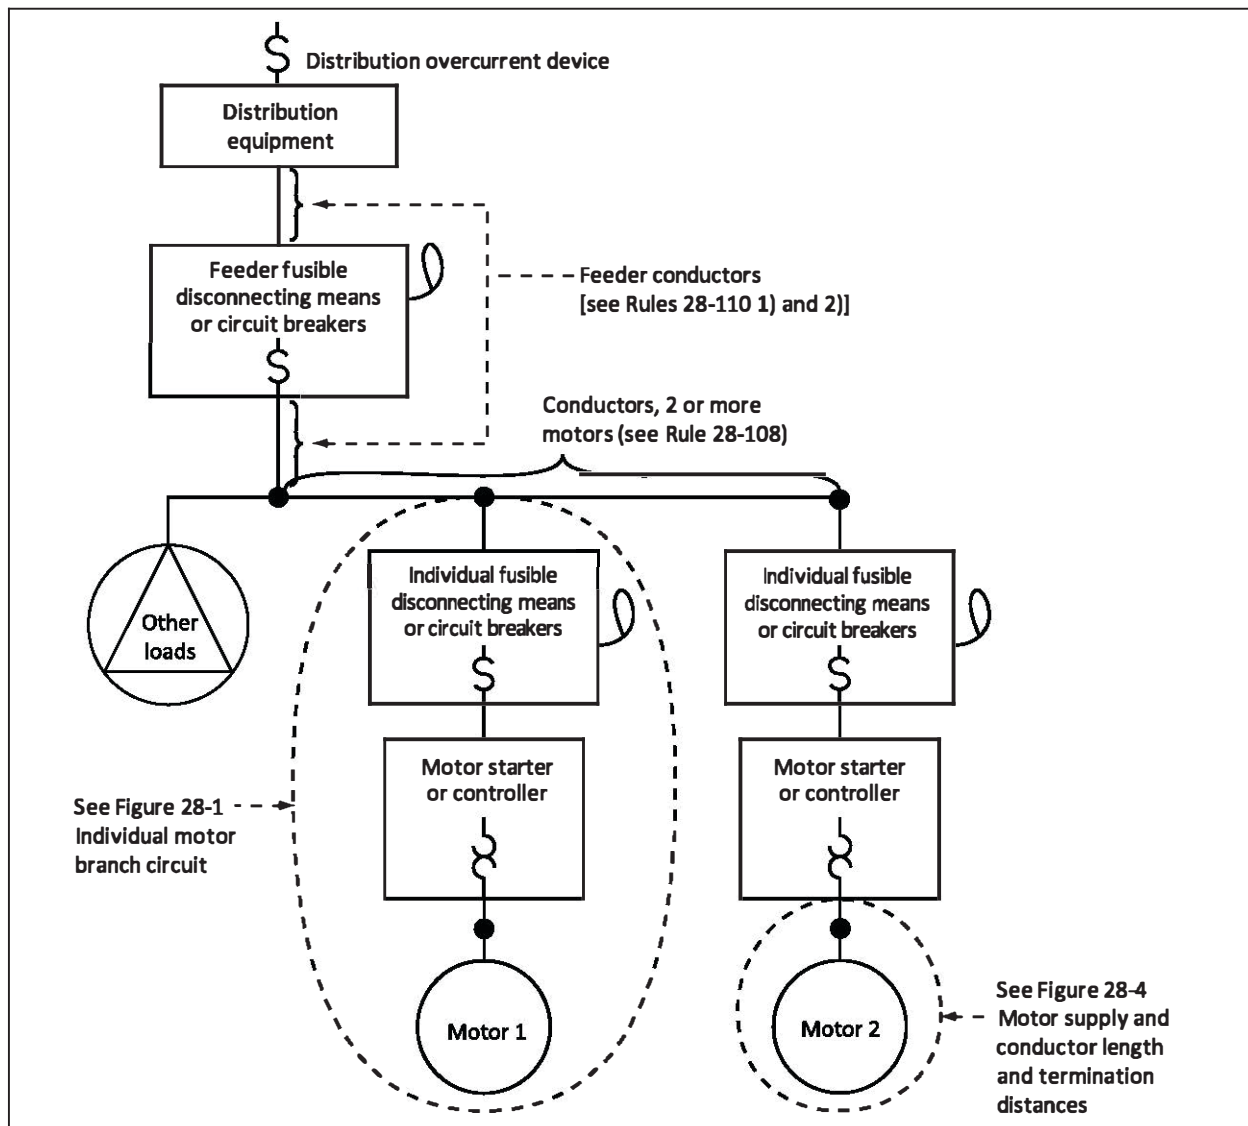 Distribution overcurrent device
Distribution
equipment
Feeder fusible
disconnecting means
or circuit breakers
Feeder conductors
[see Rules 28-110 1) and 2)]
Conductors, 2 or more
motors (see Rule 28-108)
Other
loads
Individual fusible
disconnecting means
or circuit breakers
Individual fusible
disconnecting means
or circuit breakers
Motor starter
or controller
Motor starter
or controller
See Figure 28-1
Individual motor
branch circuit
Motor 1
Motor 2
See Figure 28-4
Motor supply and
conductor length
and termination
distances